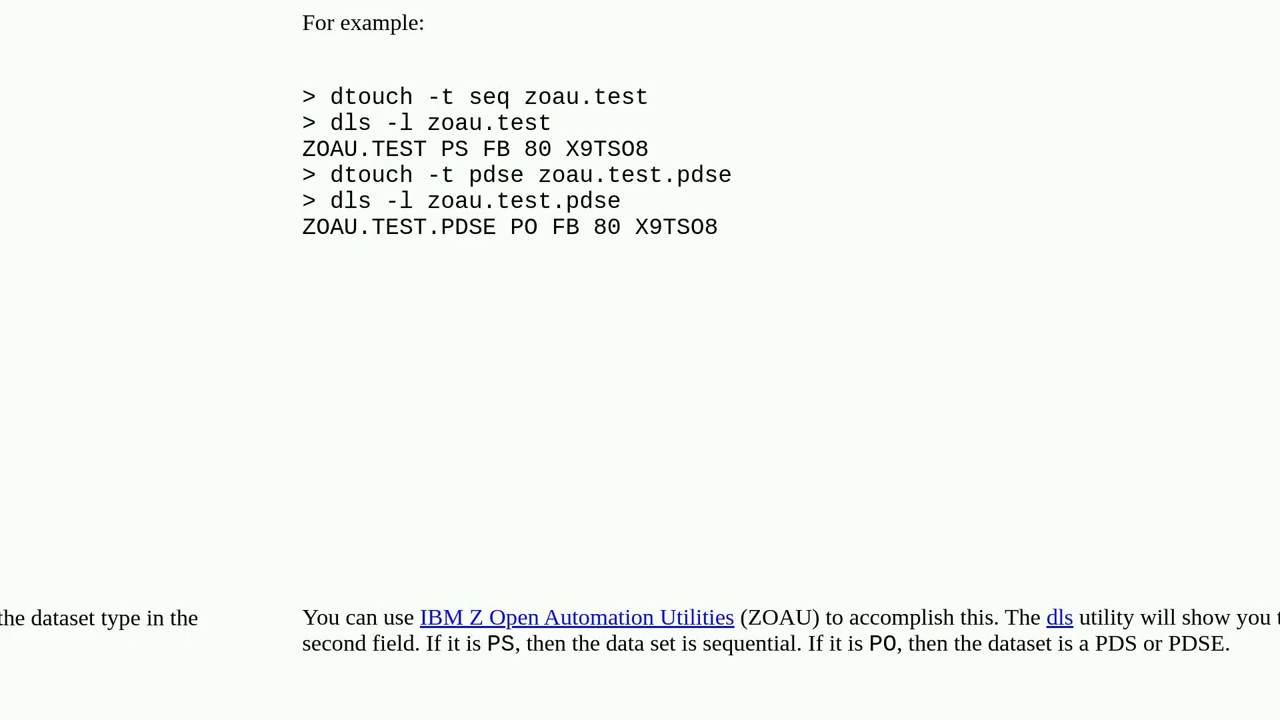 For example:
> dtouch -t seq zoau.test
> dls -l zoau.test
ZOAU.TEST PS FB 80 X9TSO8
> dtouch -t pdse zoau.test.pdse
> dls -l zoau.test.pdse
ZOAU.TEST.PDSE PO FB 80 X9TSO8
the dataset type in the
You can use IBM Z Open Automation Utilities (ZOAU) to accomplish this. The dls utility will show you t
second field. If it is PS, then the data set is sequential. If it is PO, then the dataset is a PDS or PDSE.